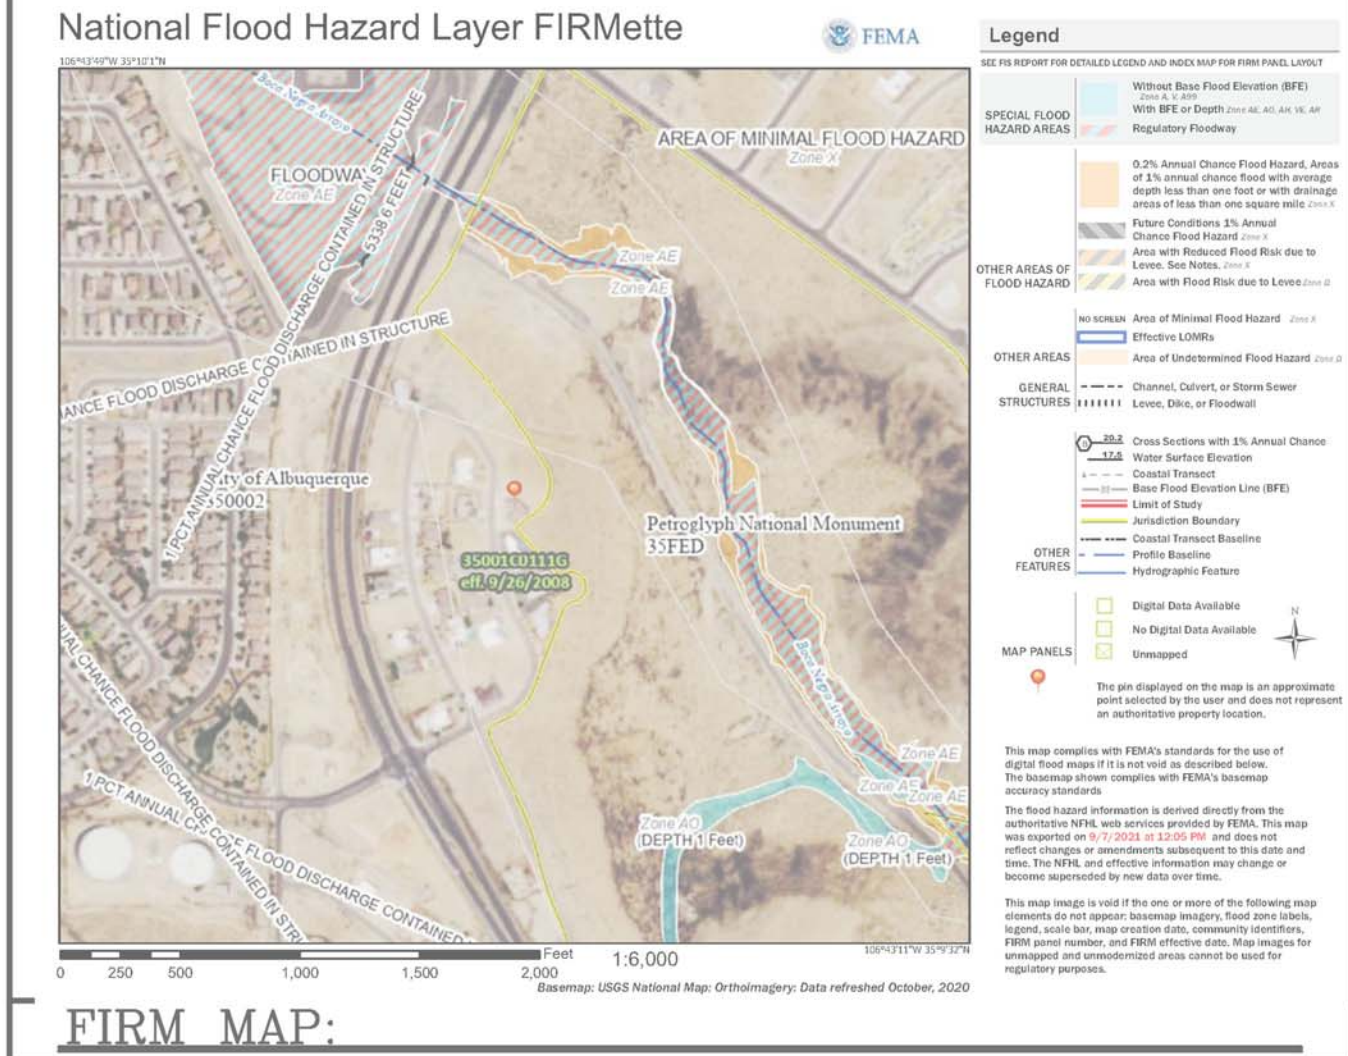 National Flood Hazard Layer FIRMette
FEMA
106°43'49"W 35°10'1"N
Boca Negra Arroyo
FLOODWAY
Zone AE
5338.6 FEET
1 PCT ANNUAL CHANCE FLOOD DISCHARGE CONTAINED IN STRUCTURE
AREA OF MINIMAL FLOOD HAZARD
Zone X
Zone AE
Zone AE
ANCE FLOOD DISCHARGE CONTAINED IN STRUCTURE
ity of Albuquerque
350002
Petroglyph National Monument
35FED
35001C0111G
eff. 9/26/2008
Boca Negra Arroyo
UAL CHANCE FLOOD DISCHARGE CONTAINED IN STR
1 PCT ANNUAL CHANCE FLOOD DISCHARGE CONTAINED
Zone AE
Zone AE
Zone AE
Zone AO
(DEPTH 1 Feet)
Zone AO
(DEPTH 1 Feet)
106°43'11"W 35°9'32"N
0 250 500 1,000 1,500 2,000 Feet
1:6,000
Basemap: USGS National Map: Orthoimagery: Data refreshed October, 2020
Legend
SEE FIS REPORT FOR DETAILED LEGEND AND INDEX MAP FOR FIRM PANEL LAYOUT
SPECIAL FLOOD
HAZARD AREAS
Without Base Flood Elevation (BFE)
Zone A, V, A99
With BFE or Depth Zone AE, AO, AH, VE, AR
Regulatory Floodway
0.2% Annual Chance Flood Hazard, Areas
of 1% annual chance flood with average
depth less than one foot or with drainage
areas of less than one square mile Zone X
Future Conditions 1% Annual
Chance Flood Hazard Zone X
Area with Reduced Flood Risk due to
Levee. See Notes. Zone X
Area with Flood Risk due to Levee Zone D
OTHER AREAS OF
FLOOD HAZARD
NO SCREEN Area of Minimal Flood Hazard Zone X
Effective LOMRs
OTHER AREAS
Area of Undetermined Flood Hazard Zone D
GENERAL
STRUCTURES
Channel, Culvert, or Storm Sewer
Levee, Dike, or Floodwall
20.2 Cross Sections with 1% Annual Chance
17.5 Water Surface Elevation
Coastal Transect
Base Flood Elevation Line (BFE)
Limit of Study
Jurisdiction Boundary
Coastal Transect Baseline
OTHER
FEATURES
Profile Baseline
Hydrographic Feature
Digital Data Available
No Digital Data Available
MAP PANELS
Unmapped
N
The pin displayed on the map is an approximate
point selected by the user and does not represent
an authoritative property location.
This map complies with FEMA's standards for the use of
digital flood maps if it is not void as described below.
The basemap shown complies with FEMA's basemap
accuracy standards
The flood hazard information is derived directly from the
authoritative NFHL web services provided by FEMA. This map
was exported on 9/7/2021 at 12:05 PM and does not
reflect changes or amendments subsequent to this date and
time. The NFHL and effective information may change or
become superseded by new data over time.
This map image is void if the one or more of the following map
elements do not appear: basemap imagery, flood zone labels,
legend, scale bar, map creation date, community identifiers,
FIRM panel number, and FIRM effective date. Map images for
unmapped and unmodernized areas cannot be used for
regulatory purposes.
FIRM MAP: